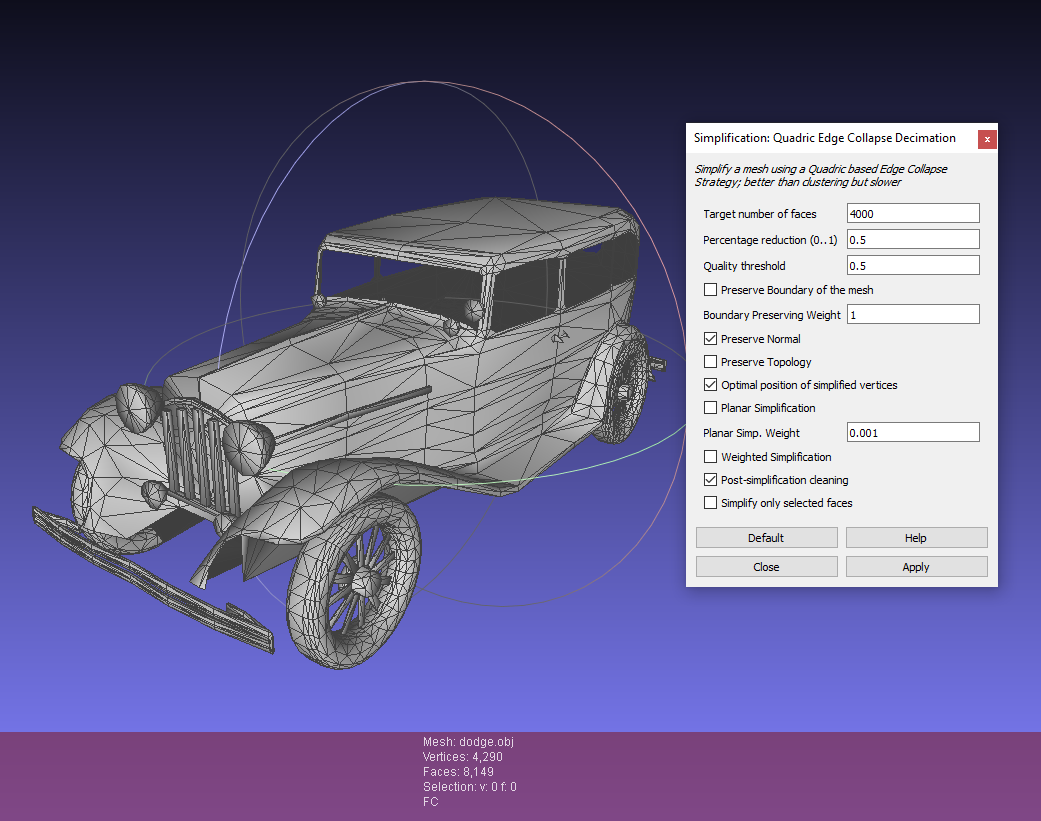 Simplification: Quadric Edge Collapse Decimation
x
Simplify a mesh using a Quadric based Edge Collapse
Strategy; better than clustering but slower
Target number of faces 4000
Percentage reduction (0..1) 0.5
Quality threshold 0.5
Preserve Boundary of the mesh
Boundary Preserving Weight 1
Preserve Normal
Preserve Topology
Optimal position of simplified vertices
Planar Simplification
Planar Simp. Weight 0.001
Weighted Simplification
Post-simplification cleaning
Simplify only selected faces
Default Help
Close Apply
Mesh: dodge.obj
Vertices: 4,290
Faces: 8,149
Selection: v: 0 f: 0
FC